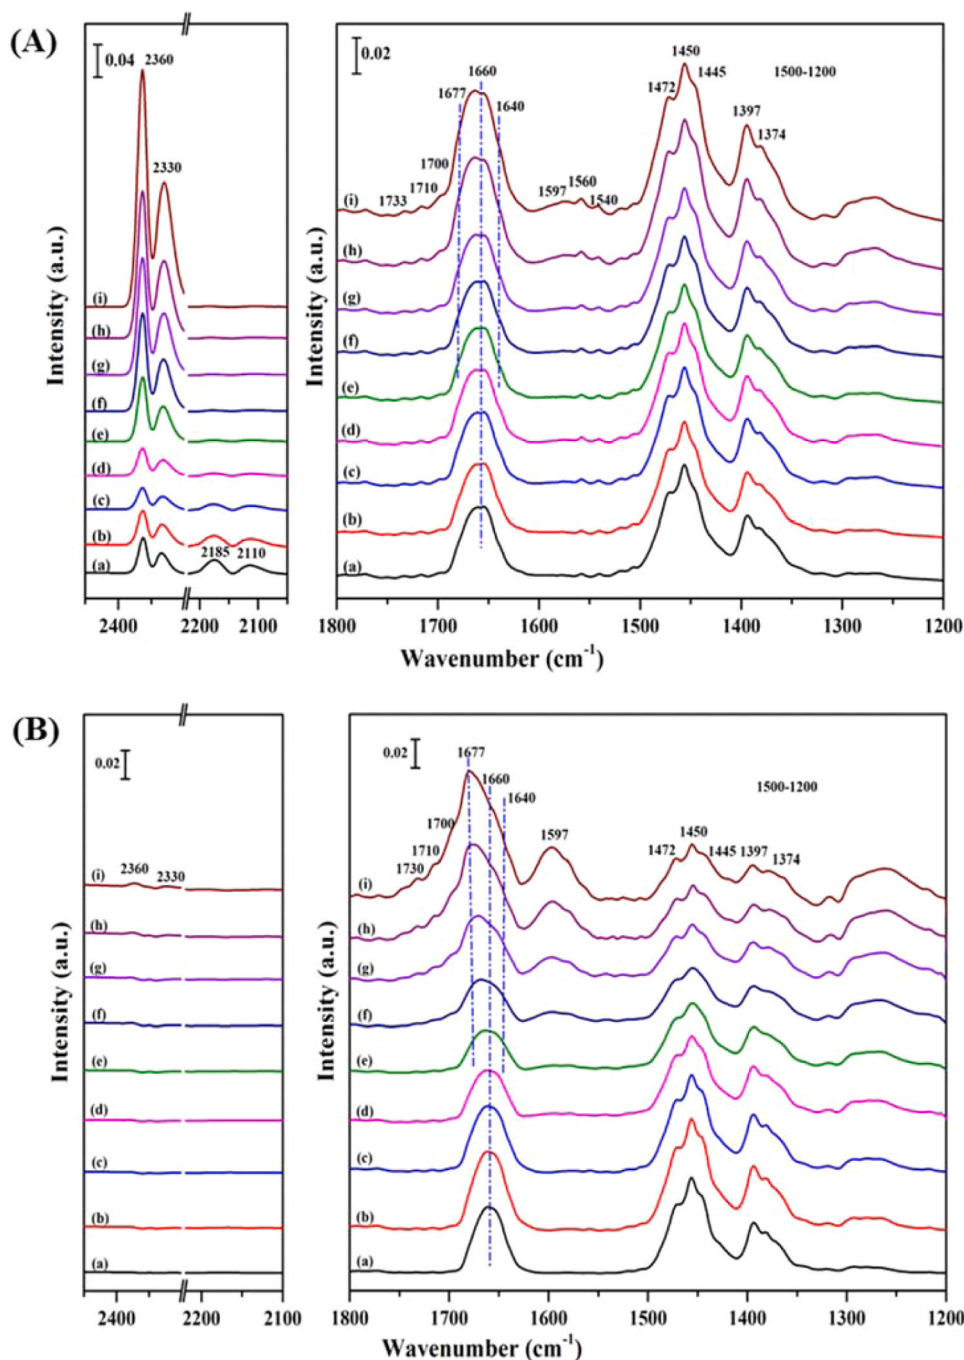 (A)
0.04
2360
2330
(i)
(h)
(g)
(f)
(e)
(d)
(c)
(b)
(a)
2185
2110
2400
2200
2100
Intensity (a.u.)
0.02
1677
1660
1640
1700
1710
1733
1597
1560
1540
1472
1450
1445
1500-1200
1397
1374
(i)
(h)
(g)
(f)
(e)
(d)
(c)
(b)
(a)
Intensity (a.u.)
1800
1700
1600
1500
1400
1300
1200
Wavenumber (cm-1)
(B)
0.02
2360
2330
(i)
(h)
(g)
(f)
(e)
(d)
(c)
(b)
(a)
2400
2200
2100
Intensity (a.u.)
0.02
1677
1660
1640
1700
1710
1730
1597
1472
1450
1445
1397
1374
1500-1200
(i)
(h)
(g)
(f)
(e)
(d)
(c)
(b)
(a)
Intensity (a.u.)
1800
1700
1600
1500
1400
1300
1200
Wavenumber (cm-1)